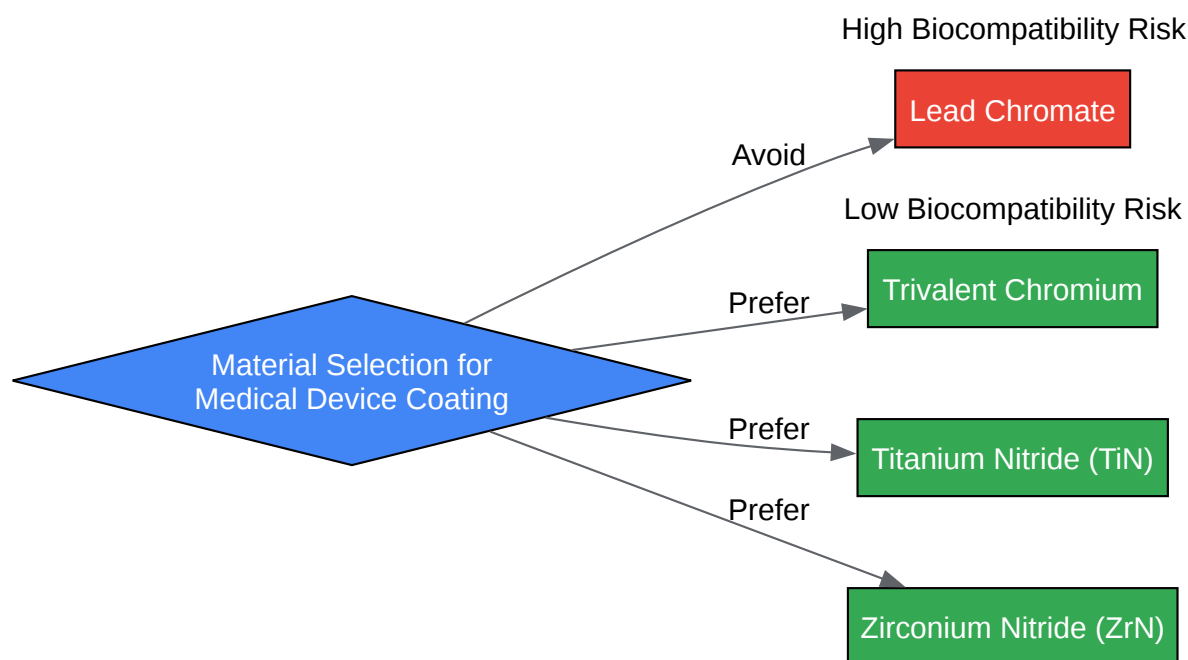 High Biocompatibility Risk
Lead Chromate
Avoid
Low Biocompatibility Risk
Trivalent Chromium
Prefer
Material Selection for
Medical Device Coating
Prefer
Titanium Nitride (TiN)
Prefer
Zirconium Nitride (ZrN)